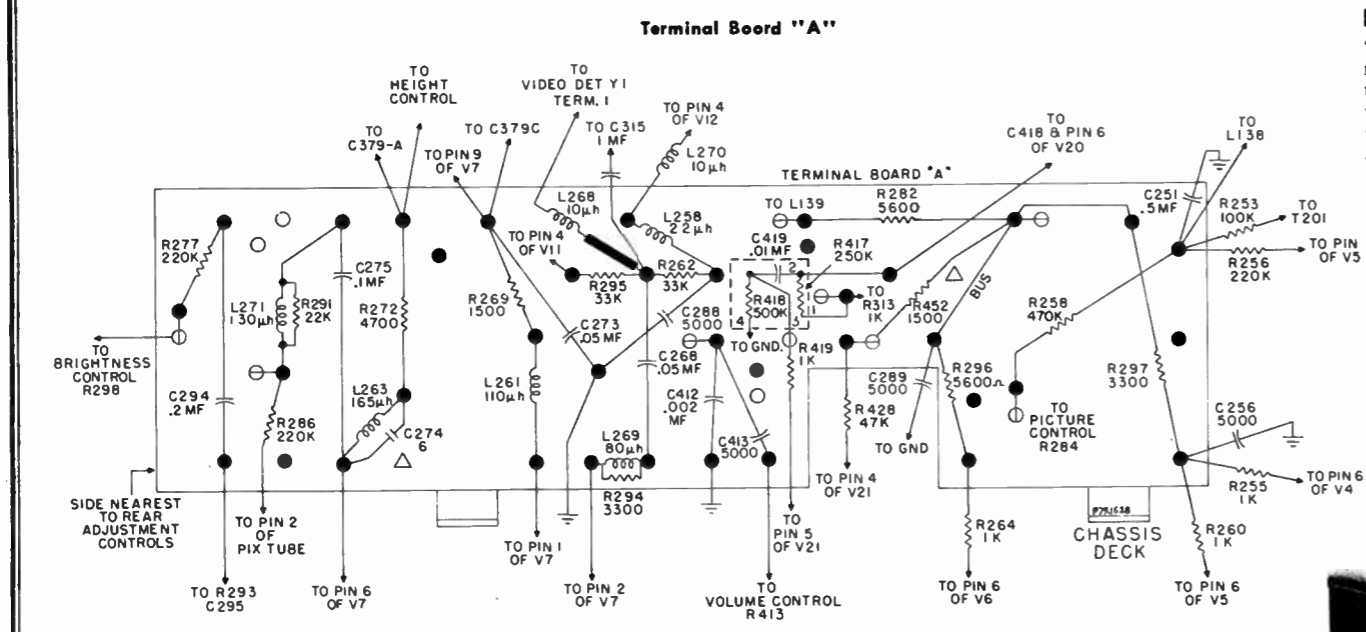 Terminal Board "A"
TO
HEIGHT
CONTROL
TO
VIDEO DET Y1
TERM. 1
TO
C379-A
TO C379C
TO PIN 9
OF V7
TO C315
1 MF
TO PIN 4
OF V12
L270
10μh
TO
C418 & PIN 6
OF V20
TO
L138
TERMINAL BOARD "A"
R277
220K
L268
10μh
TO PIN 4
OF V11
L258
22μh
TO L139
R282
5600
C251
.5MF
R253
100K
TO
T201
TO PIN
OF V5
R256
220K
C419
.01MF
R417
250K
C275
.1MF
L271
130μh
R291
22K
R272
4700
R269
1500
R295
33K
R262
33K
C288
5000
2
R418
500K
4
3
1
TO
R313
1K
R452
1500
BUS
R258
470K
TO
BRIGHTNESS
CONTROL
R298
C273
.05MF
C268
.05MF
TO GND.
R419
1K
C294
.2MF
R286
220K
L263
165μh
C274
6
L261
110μh
C412
.002
MF
C413
5000
R428
47K
C289
5000
TO GND
R296
5600Ω
TO
PICTURE
CONTROL
R284
R297
3300
C256
5000
L269
80μh
R294
3300
TO PIN 4
OF V21
R255
1K
TO PIN 6
OF V4
SIDE NEAREST
TO REAR
ADJUSTMENT
CONTROLS
TO PIN 2
OF
PIX TUBE
TO PIN 1
OF V7
TO
PIN 5
OF V21
R264
1K
CHASSIS
DECK
R260
1K
TO R293
C295
TO PIN 6
OF V7
TO PIN 2
OF V7
TO
VOLUME CONTROL
R413
TO PIN 6
OF V6
TO PIN 6
OF V5